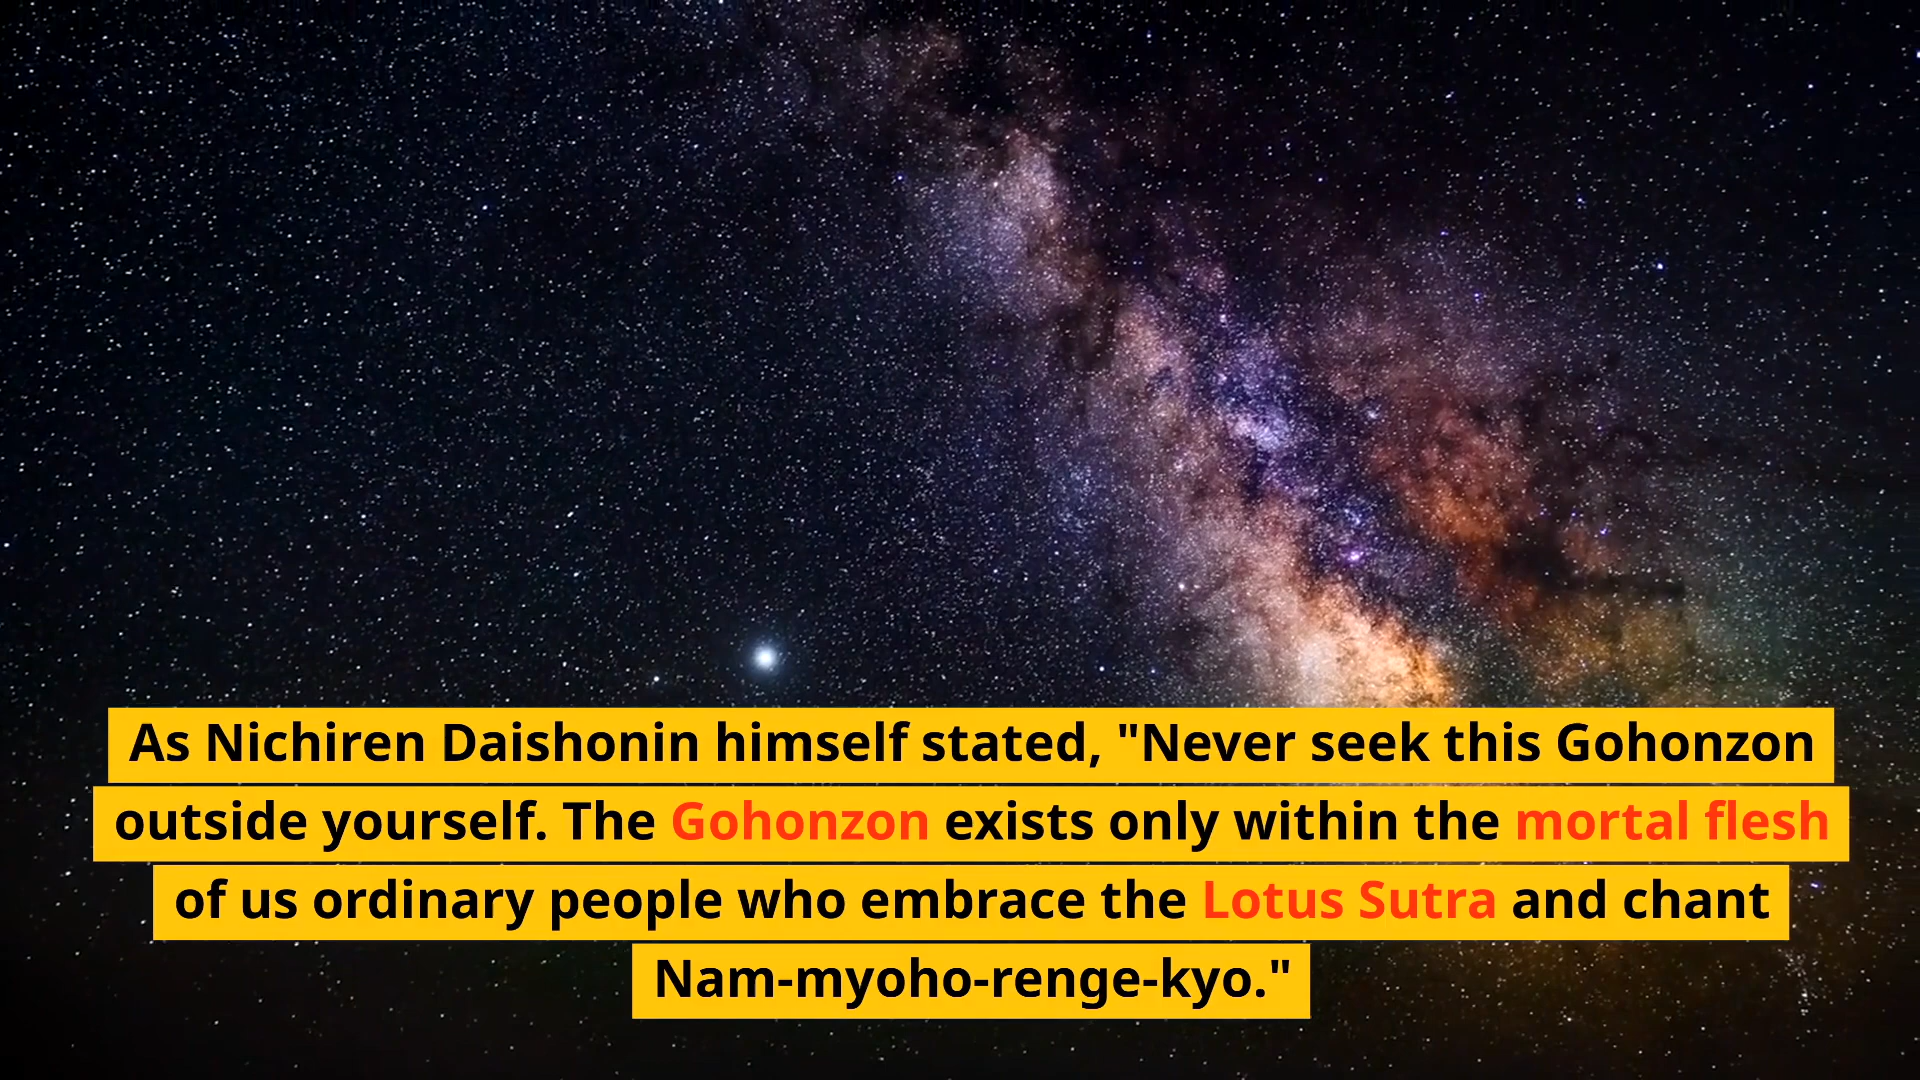 As Nichiren Daishonin himself stated, "Never seek this Gohonzon
outside yourself. The Gohonzon exists only within the mortal flesh
of us ordinary people who embrace the Lotus Sutra and chant
Nam-myoho-renge-kyo."